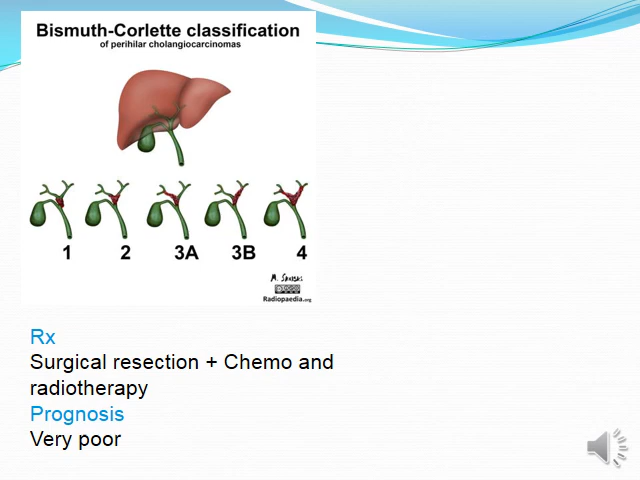 Bismuth-Corlette classification
of perihilar cholangiocarcinomas
1 2 3A 3B 4
Radiopaedia.org
Rx
Surgical resection + Chemo and
radiotherapy
Prognosis
Very poor